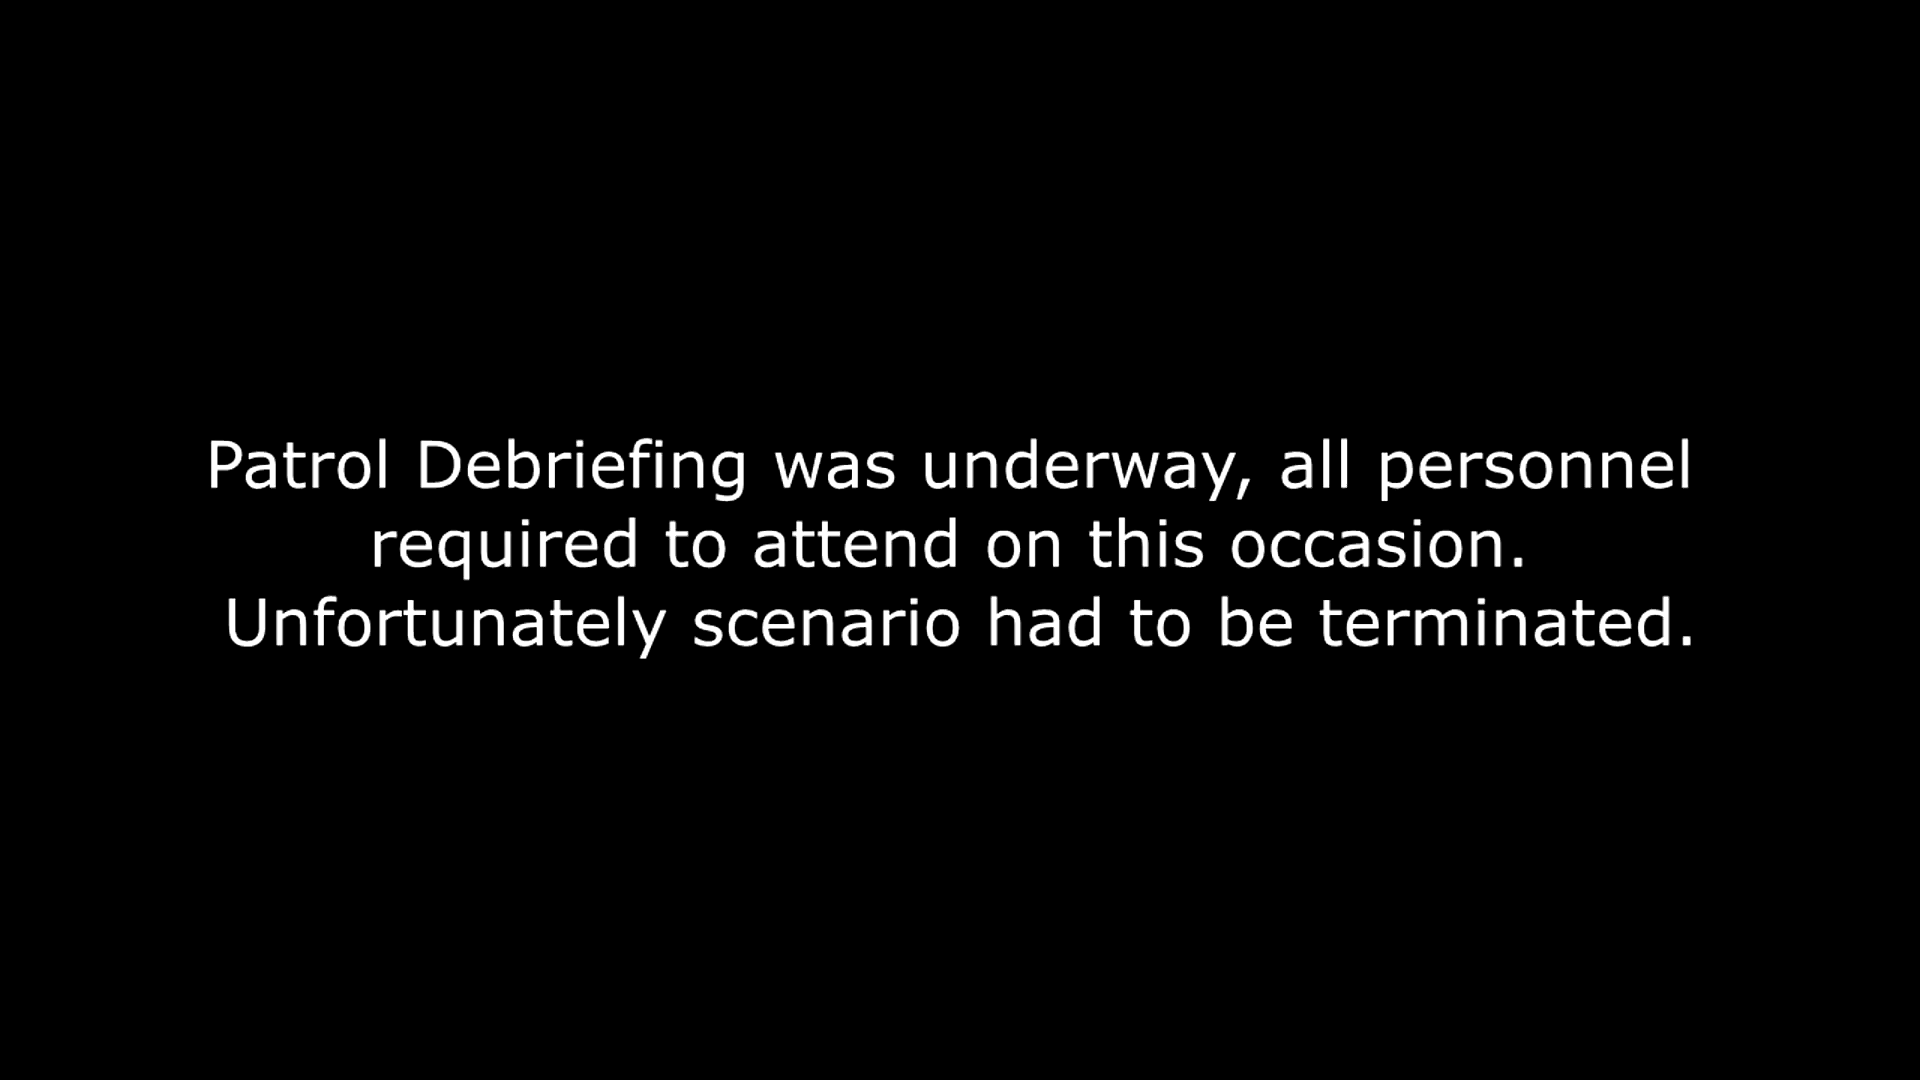 Patrol Debriefing was underway, all personnel
required to attend on this occasion.
Unfortunately scenario had to be terminated.